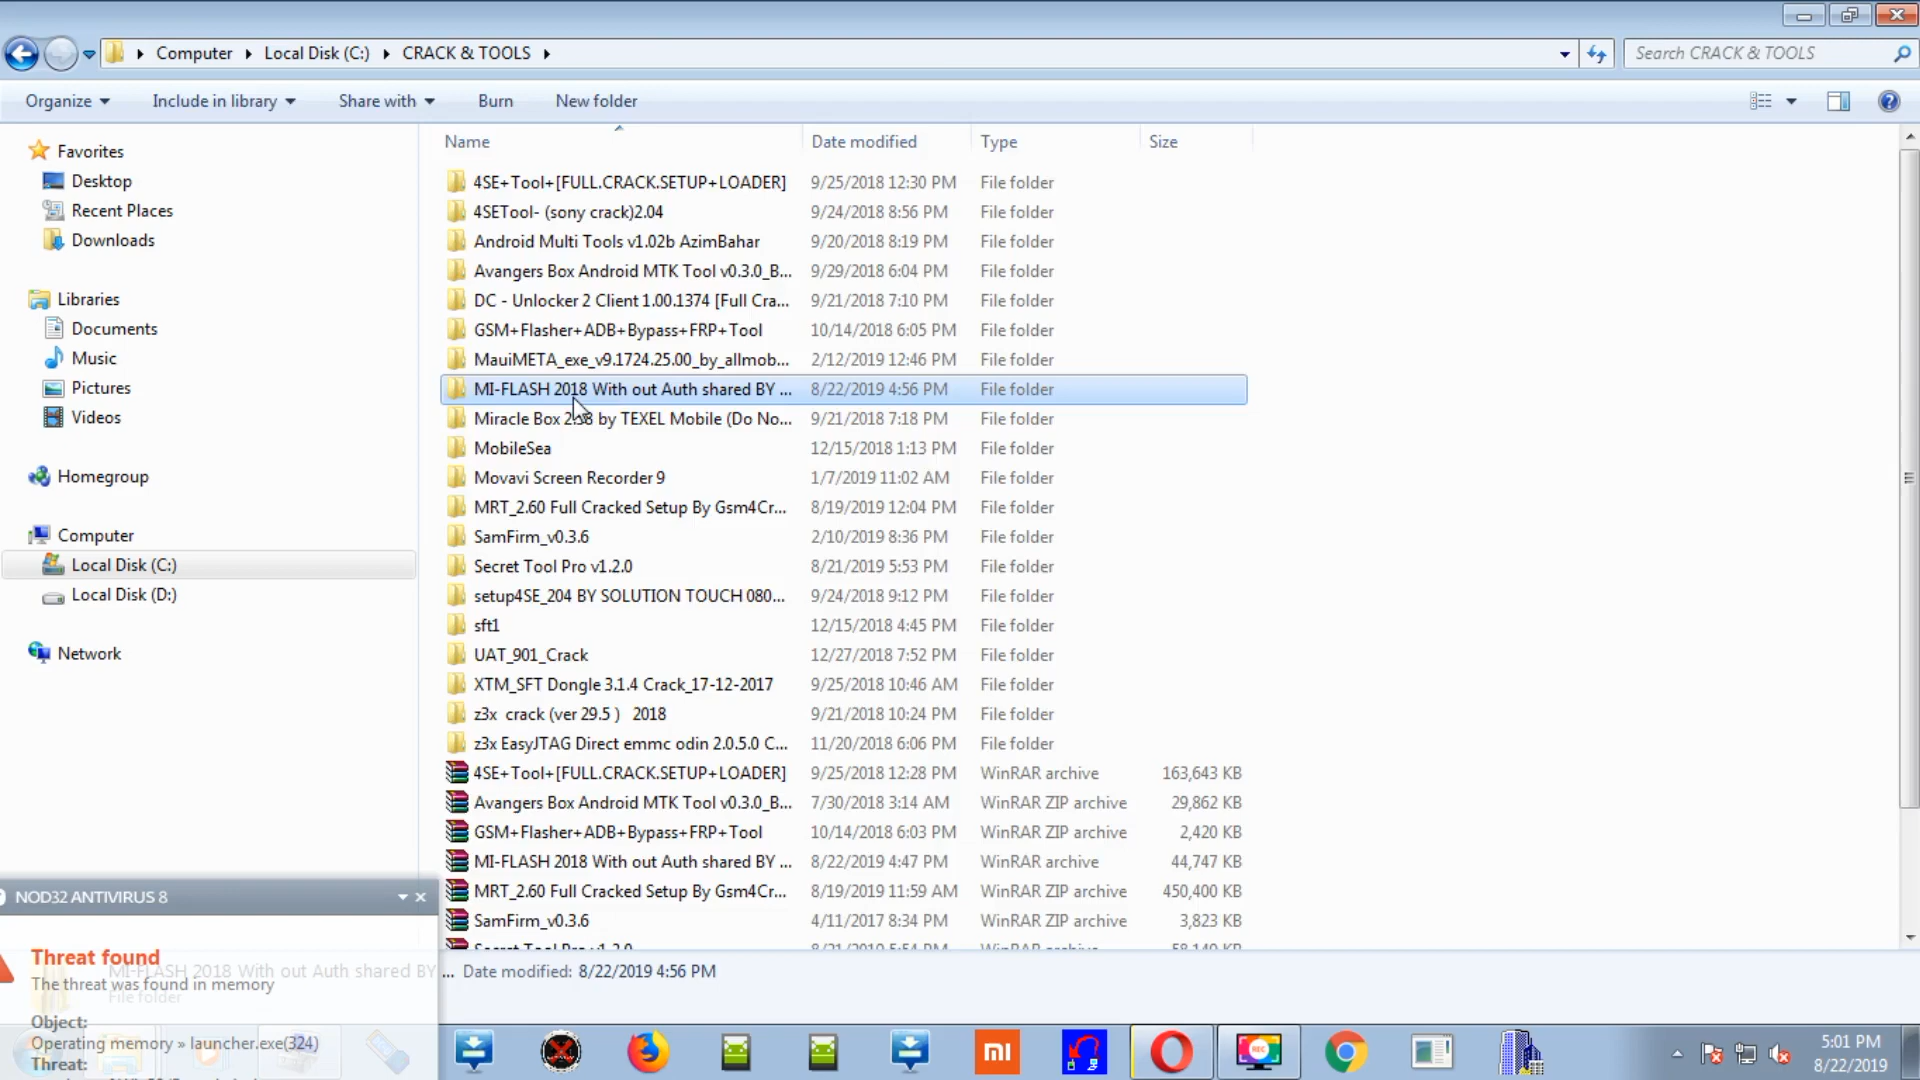 Computer Local Disk (C:) CRACK & TOOLS
Search CRACK & TOOLS
Organize Include in library Share with Burn New folder
Name Date modified Type Size
Favorites
Desktop
Recent Places
Downloads
Libraries
Documents
Music
Pictures
Videos
Homegroup
Computer
Local Disk (C:)
Local Disk (D:)
Network
4SE+Tool+[FULL.CRACK.SETUP+LOADER] 9/25/2018 12:30 PM File folder
4SETool- (sony crack)2.04 9/24/2018 8:56 PM File folder
Android Multi Tools v1.02b AzimBahar 9/20/2018 8:19 PM File folder
Avangers Box Android MTK Tool v0.3.0_B... 9/29/2018 6:04 PM File folder
DC - Unlocker 2 Client 1.00.1374 [Full Cra... 9/21/2018 7:10 PM File folder
GSM+Flasher+ADB+Bypass+FRP+Tool 10/14/2018 6:05 PM File folder
MauiMETA_exe_v9.1724.25.00_by_allmob... 2/12/2019 12:46 PM File folder
MI-FLASH 2018 With out Auth shared BY ... 8/22/2019 4:56 PM File folder
Miracle Box by TEXEL Mobile (Do No... 9/21/2018 7:18 PM File folder
MobileSea 12/15/2018 1:13 PM File folder
Movavi Screen Recorder 9 1/7/2019 11:02 AM File folder
MRT_2.60 Full Cracked Setup By Gsm4Cr... 8/19/2019 12:04 PM File folder
SamFirm_v0.3.6 2/10/2019 8:36 PM File folder
Secret Tool Pro v1.2.0 8/21/2019 5:53 PM File folder
setup4SE_204 BY SOLUTION TOUCH 080... 9/24/2018 9:12 PM File folder
sft1 12/15/2018 4:45 PM File folder
UAT_901_Crack 12/27/2018 7:52 PM File folder
XTM_SFT Dongle 3.1.4 Crack_17-12-2017 9/25/2018 10:46 AM File folder
z3x crack (ver 29.5 ) 2018 9/21/2018 10:24 PM File folder
z3x EasyJTAG Direct emmc odin 2.0.5.0 C... 11/20/2018 6:06 PM File folder
4SE+Tool+[FULL.CRACK.SETUP+LOADER] 9/25/2018 12:28 PM WinRAR archive 163,643 KB
Avangers Box Android MTK Tool v0.3.0_B... 7/30/2018 3:14 AM WinRAR ZIP archive 29,862 KB
GSM+Flasher+ADB+Bypass+FRP+Tool 10/14/2018 6:03 PM WinRAR ZIP archive 2,420 KB
MI-FLASH 2018 With out Auth shared BY ... 8/22/2019 4:47 PM WinRAR archive 44,747 KB
MRT_2.60 Full Cracked Setup By Gsm4Cr... 8/19/2019 11:59 AM WinRAR archive 450,400 KB
SamFirm_v0.3.6 4/11/2017 8:34 PM WinRAR ZIP archive 3,823 KB
MI-FLASH 2018 With out Auth shared BY ... Date modified: 8/22/2019 4:56 PM
File folder
NOD32 ANTIVIRUS 8
Threat found
The threat was found in memory
Object:
Operating memory » launcher.exe(324)
Threat:
REC
5:01 PM
8/22/2019